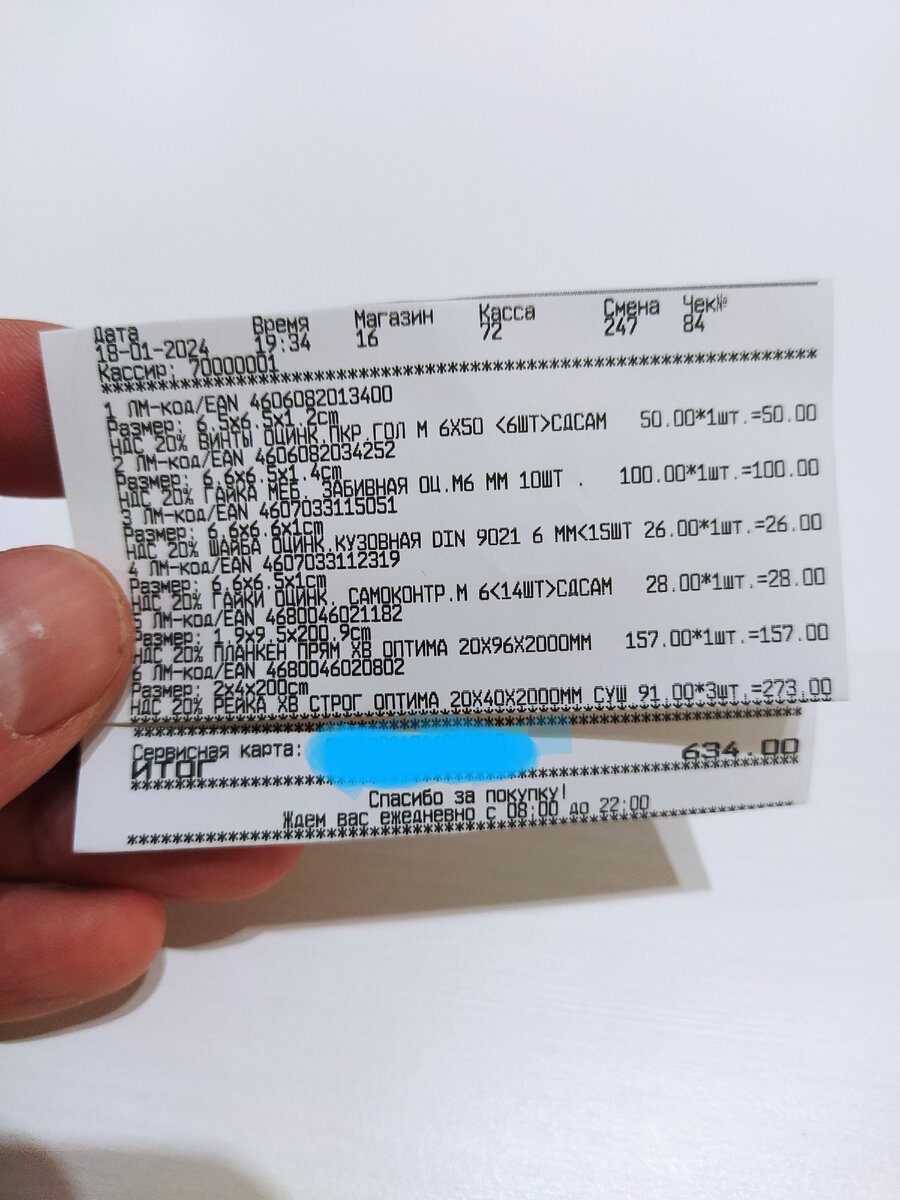 Дата Время Магазин Касса Смена Чек№
18-01-2024 19:34 16 72 247 84
Кассир: 70000001
************************************************************
1 ЛМ-код/EAN 4606082013400
Размер: 6.5x6.5x1.2cm
НДС 20% ВИНТЫ ОЦИНК.ПКР ГОЛ М 6Х50 <6ШТ>СДСАМ 50.00*1шт.=50.00
2 ЛМ-код/EAN 4606082034252
Размер: 6.6x6.5x1.4cm
НДС 20% ГАЙКА МЕБ. ЗАБИВНАЯ ОЦ.М6 ММ 10ШТ . 100.00*1шт.=100.00
3 ЛМ-код/EAN 4607033115051
Размер: 6.6x6.6x1cm
НДС 20% ШАЙБА ОЦИНК.КУЗОВНАЯ DIN 9021 6 ММ<15ШТ 26.00*1шт.=26.00
4 ЛМ-код/EAN 4607033112319
Размер: 6.6x6.5x1cm
НДС 20% ГАЙКИ ОЦИНК. САМОКОНТР.М 6<14ШТ>СДСАМ 28.00*1шт.=28.00
5 ЛМ-код/EAN 4680046021182
Размер: 1.9x9.5x200.9cm
НДС 20% ПЛАНКЕН ПРЯМ ХВ ОПТИМА 20Х96Х2000ММ 157.00*1шт.=157.00
6 ЛМ-код/EAN 4680046020802
Размер: 2x4x200cm
НДС 20% РЕЙКА ХВ СТРОГ ОПТИМА 20Х40Х2000ММ СУШ 91.00*3шт.=273.00
************************************************************
Сервисная карта:
ИТОГ 634.00
************************************************************
Спасибо за покупку!
Ждем вас ежедневно с 08:00 до 22:00
************************************************************